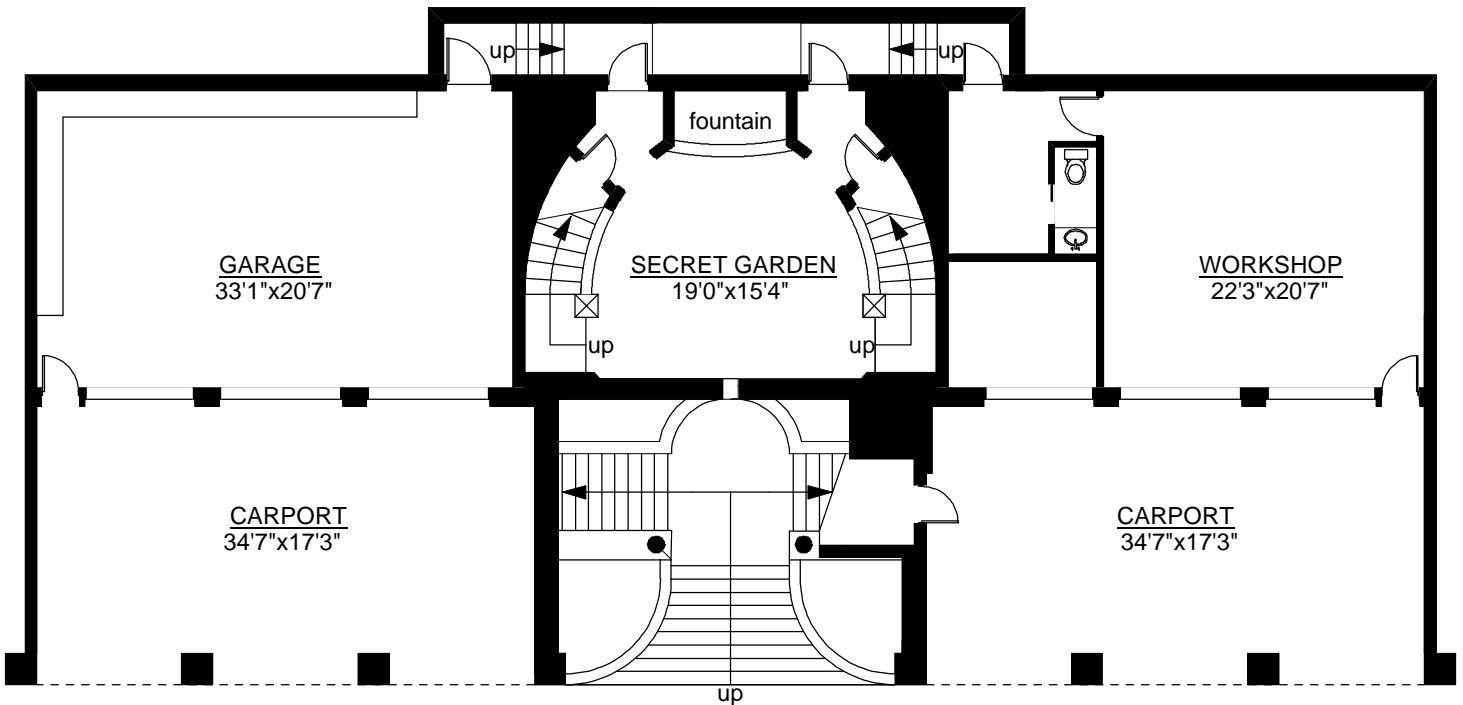 up
up
fountain
GARAGE
33'1"x20'7"
SECRET GARDEN
19'0"x15'4"
WORKSHOP
22'3"x20'7"
up
up
CARPORT
34'7"x17'3"
CARPORT
34'7"x17'3"
up